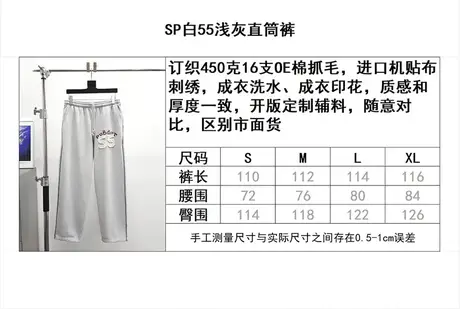 SP白55浅灰直筒裤
订织450克16支OE棉抓毛，进口机贴布
刺绣，成衣洗水、成衣印花，质感和
厚度一致，开版定制辅料，随意对
比，区别市面货
尺码 S M L XL
裤长 110 112 114 116
腰围 72 76 80 84
臀围 114 118 122 126
手工测量尺寸与实际尺寸之间存在0.5-1cm误差
55